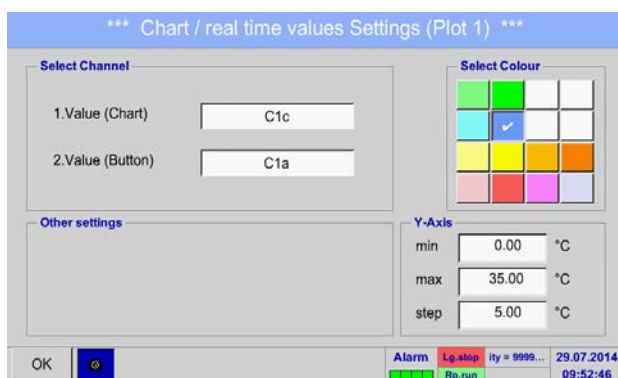 *** Chart / real time values Settings (Plot 1) ***
Select Channel
1.Value (Chart) C1c
2.Value (Button) C1a
Select Colour
Other settings
Y-Axis
min 0.00 °C
max 35.00 °C
step 5.00 °C
OK
Alarm Lg.stop ity = 9999... 29.07.2014
Rp.run 09:52:46